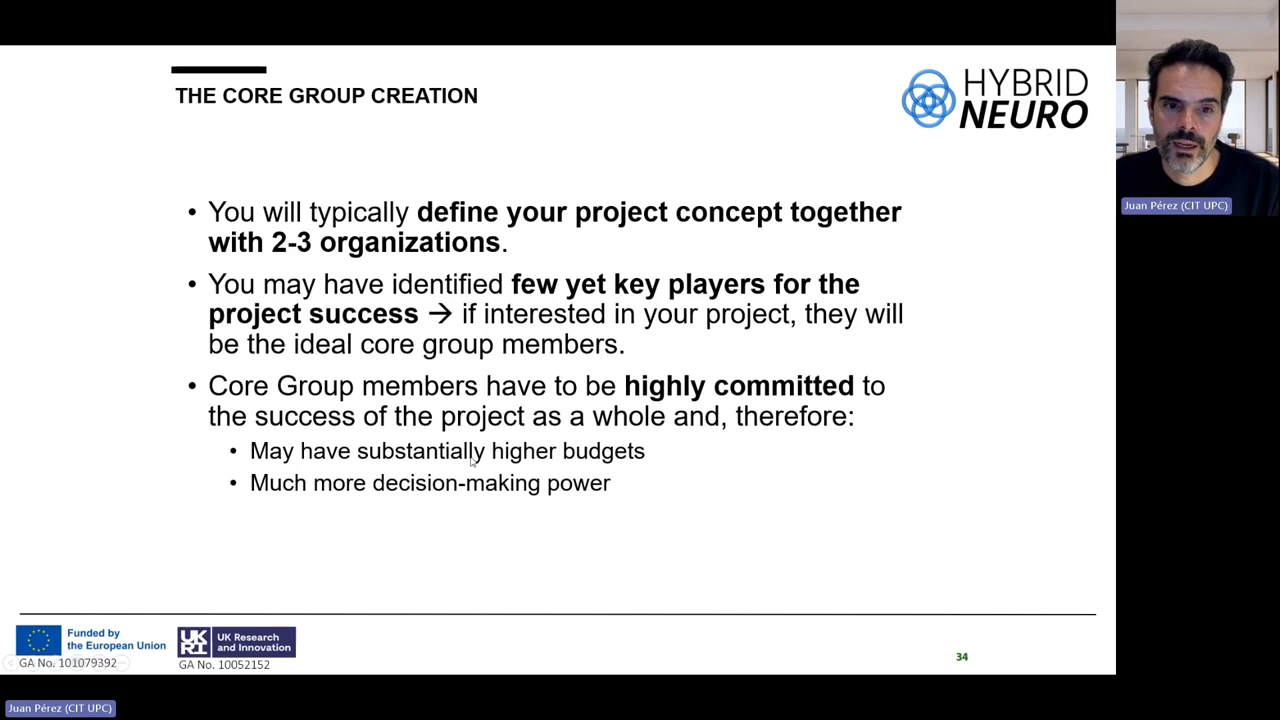 THE CORE GROUP CREATION
HYBRID
NEURO
• You will typically define your project concept together
with 2-3 organizations.
• You may have identified few yet key players for the
project success → if interested in your project, they will
be the ideal core group members.
• Core Group members have to be highly committed to
the success of the project as a whole and, therefore:
• May have substantially higher budgets
• Much more decision-making power
Juan Pérez (CIT UPC)
Funded by
the European Union
GA No. 101079392
UK
RI
UK Research
and Innovation
GA No. 10052152
34
Juan Pérez (CIT UPC)